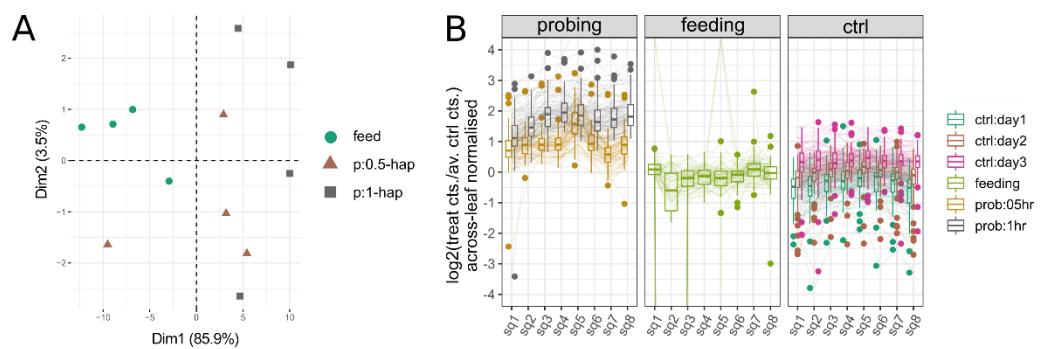 A
Dim2 (3.5%)
2
1
0
−1
−2
−10
−5
0
5
10
Dim1 (85.9%)
feed
p:0.5-hap
p:1-hap
B
probing
feeding
ctrl
log2(treat cts./av. ctrl cts.)
across-leaf normalised
4
3
2
1
0
-1
-2
-3
-4
sq1 sq2 sq3 sq4 sq5 sq6 sq7 sq8
sq1 sq2 sq3 sq4 sq5 sq6 sq7 sq8
sq1 sq2 sq3 sq4 sq5 sq6 sq7 sq8
ctrl:day1
ctrl:day2
ctrl:day3
feeding
prob:05hr
prob:1hr